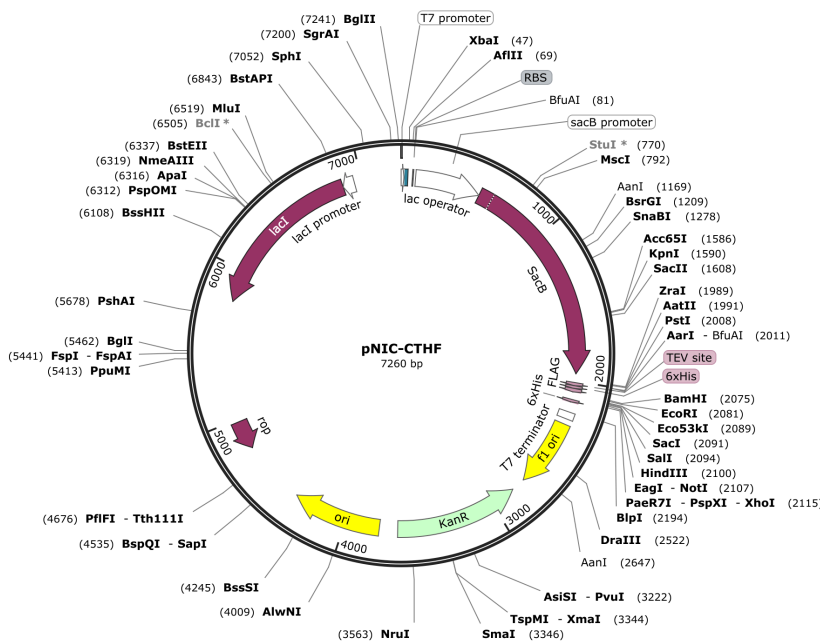 (7241) BglII
(7200) SgrAI
(7052) SphI
(6843) BstAPI
(6519) MluI
(6505) BclI *
(6337) BstEII
(6319) NmeAIII
(6316) ApaI
(6312) PspOMI
(6108) BssHII
(5678) PshAI
(5462) BglI
(5441) FspI - FspAI
(5413) PpuMI
(4676) PflFI - Tth111I
(4535) BspQI - SapI
(4245) BssSI
(4009) AlwNI
(3563) NruI
T7 promoter
XbaI (47)
AflII (69)
RBS
BfuAI (81)
sacB promoter
StuI * (770)
MscI (792)
AanI (1169)
BsrGI (1209)
SnaBI (1278)
Acc65I (1586)
KpnI (1590)
SacII (1608)
ZraI (1989)
AatII (1991)
PstI (2008)
AarI - BfuAI (2011)
TEV site
6xHis
BamHI (2075)
EcoRI (2081)
Eco53kI (2089)
SacI (2091)
SalI (2094)
HindIII (2100)
EagI - NotI (2107)
PaeR7I - PspXI - XhoI (2115)
BlpI (2194)
DraIII (2522)
AanI (2647)
AsiSI - PvuI (3222)
TspMI - XmaI (3344)
SmaI (3346)
1000
2000
3000
4000
5000
6000
7000
lacI
lacI promoter
lac operator
SacB
FLAG
6xHis
T7 terminator
f1 ori
KanR
ori
rop
pNIC-CTHF
7260 bp